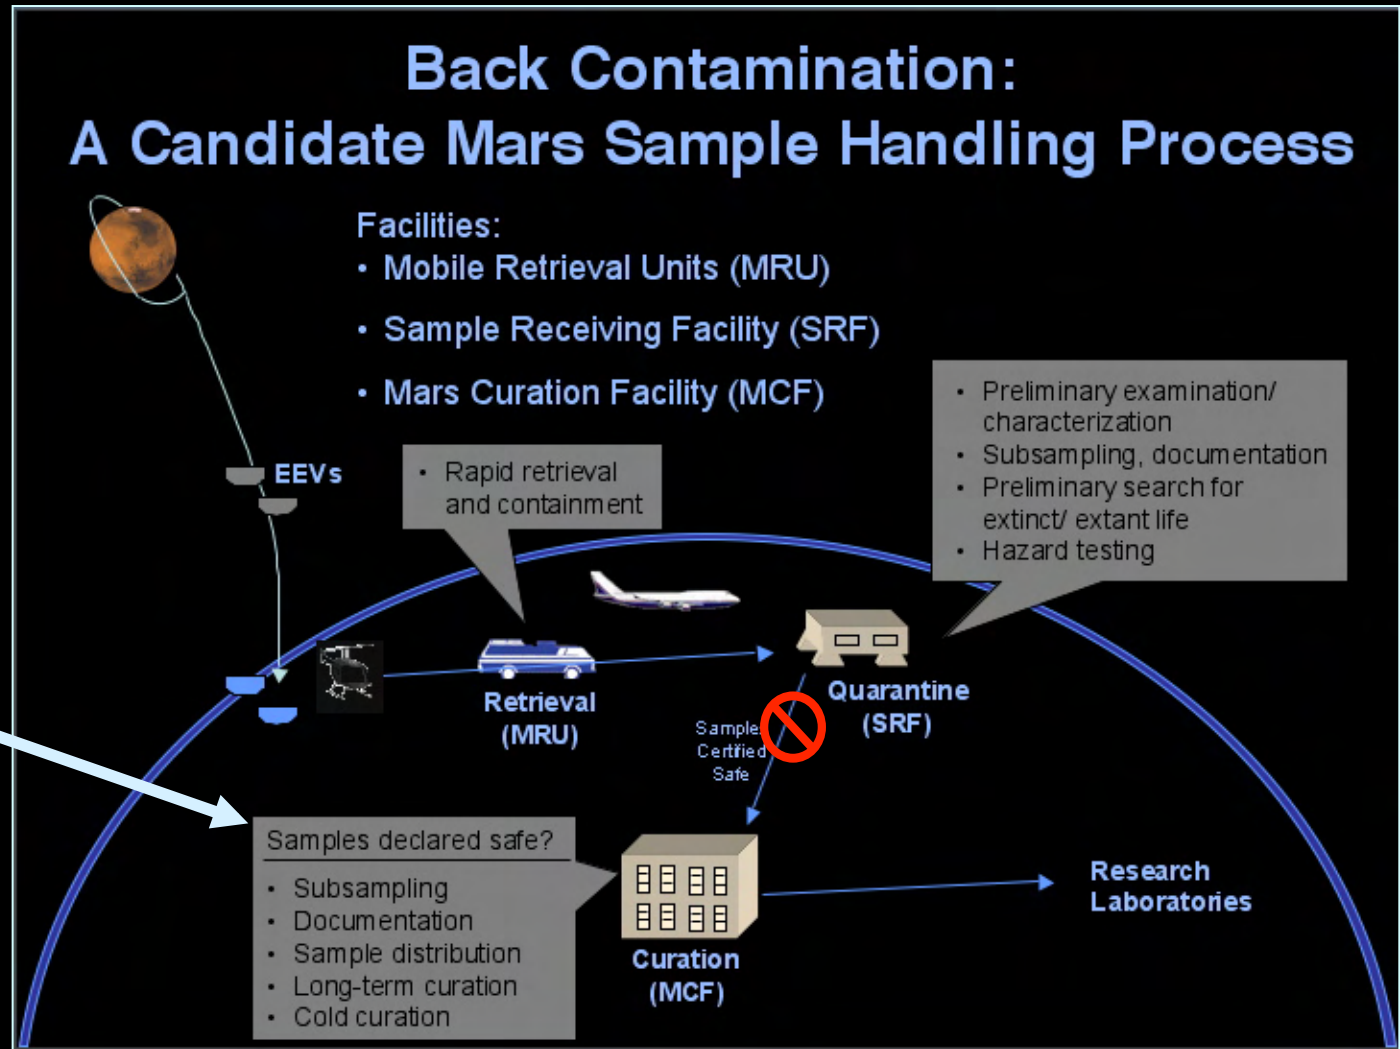 Back Contamination:
A Candidate Mars Sample Handling Process
Facilities:
• Mobile Retrieval Units (MRU)
• Sample Receiving Facility (SRF)
• Mars Curation Facility (MCF)
EEVs
• Rapid retrieval
and containment
• Preliminary examination/
characterization
• Subsampling, documentation
• Preliminary search for
extinct/ extant life
• Hazard testing
Retrieval
(MRU)
Quarantine
(SRF)
Sample
Certified
Safe
Samples declared safe?
• Subsampling
• Documentation
• Sample distribution
• Long-term curation
• Cold curation
Curation
(MCF)
Research
Laboratories